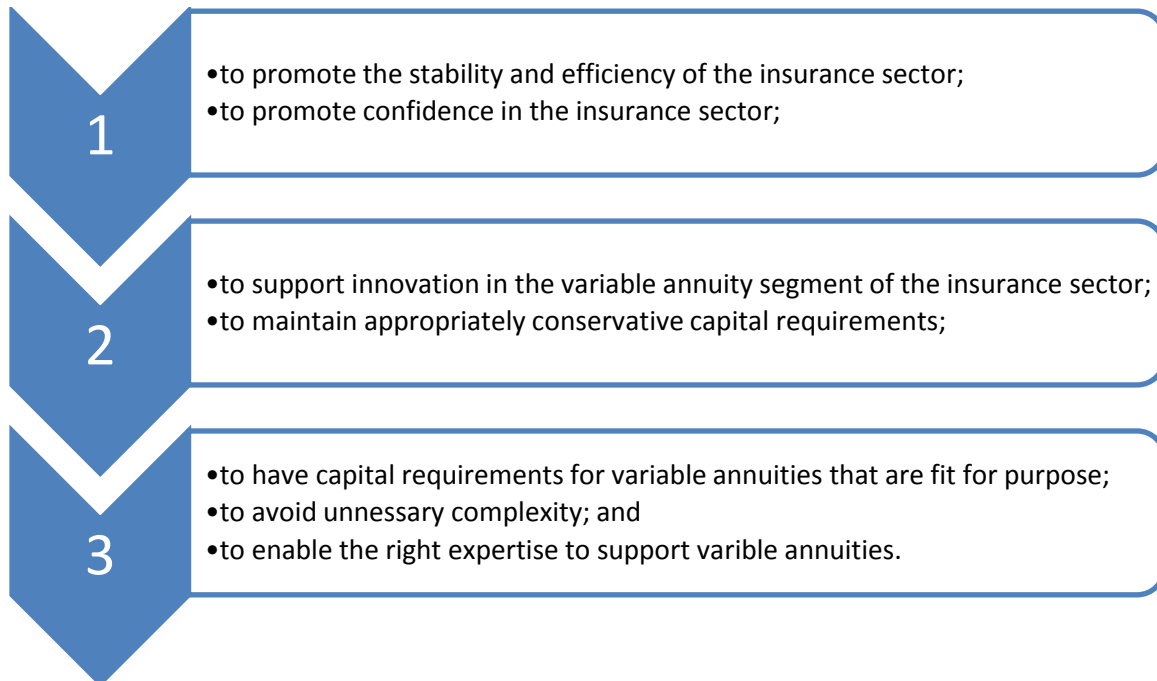 1
•to promote the stability and efficiency of the insurance sector;
•to promote confidence in the insurance sector;
2
•to support innovation in the variable annuity segment of the insurance sector;
•to maintain appropriately conservative capital requirements;
3
•to have capital requirements for variable annuities that are fit for purpose;
•to avoid unnessary complexity; and
•to enable the right expertise to support varible annuities.